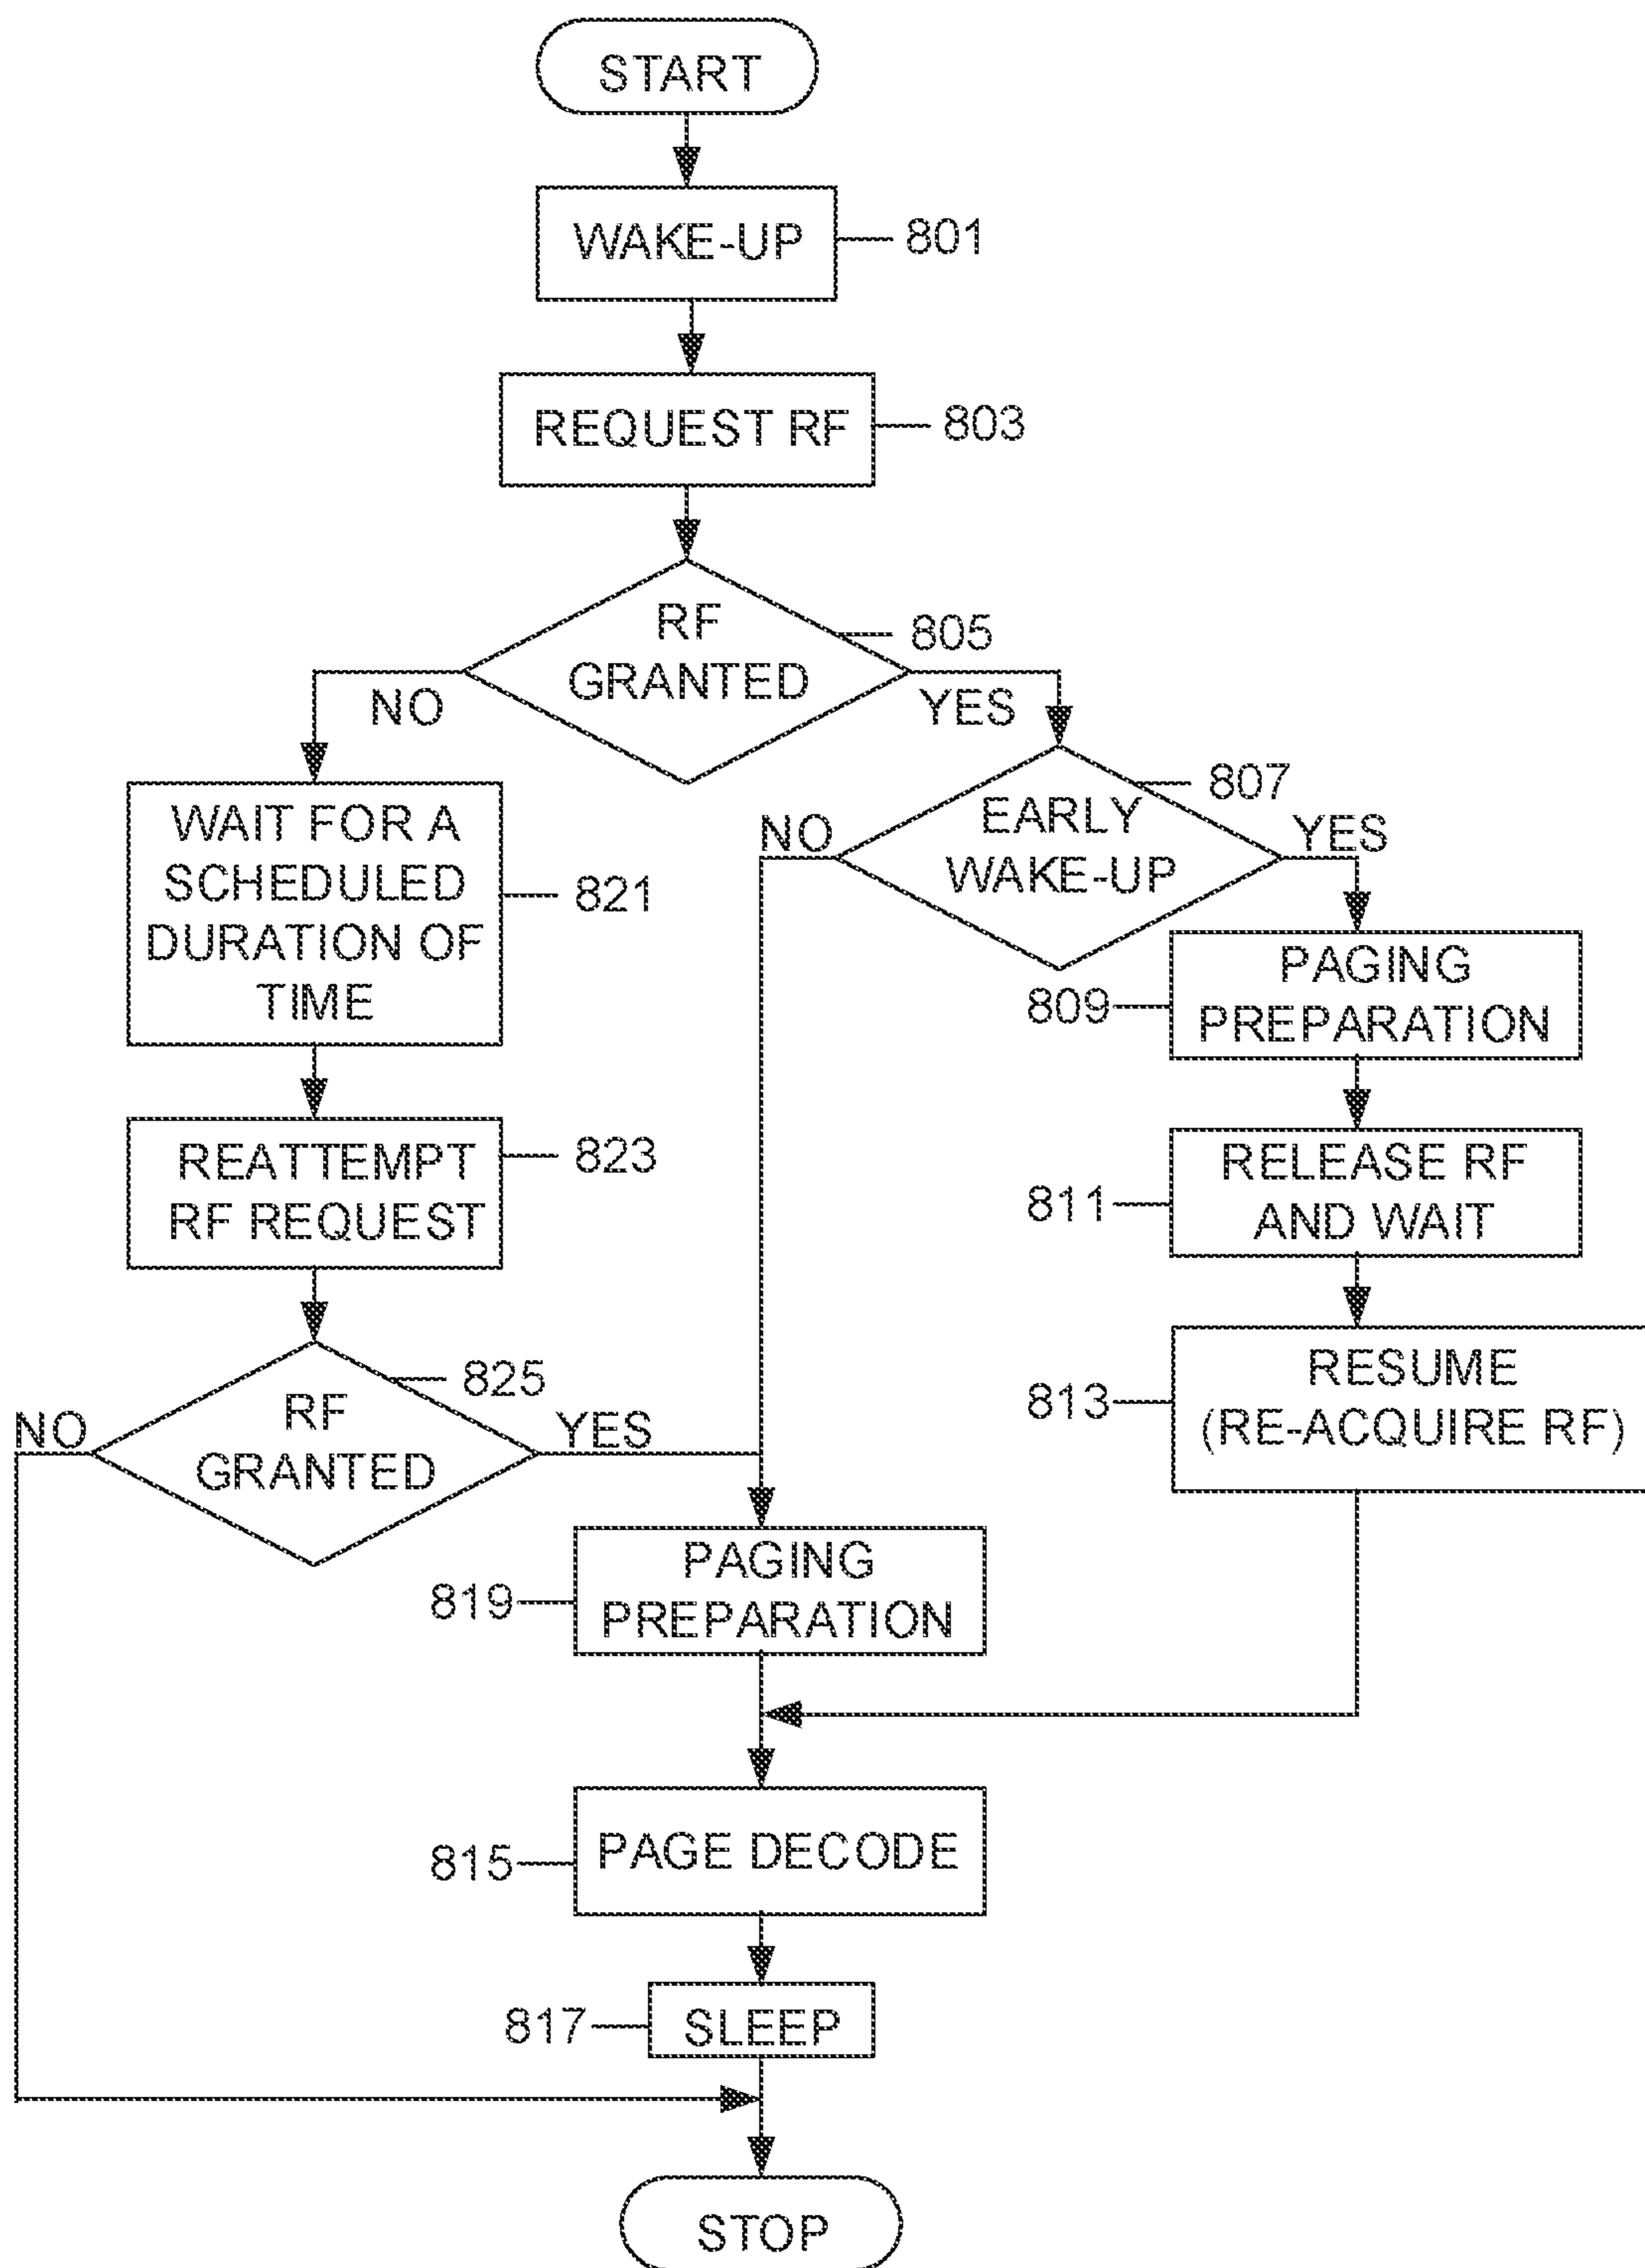 START
WAKE-UP
801
REQUEST RF
803
RF
GRANTED
805
NO
YES
WAIT FOR A
SCHEDULED
DURATION OF
TIME
821
EARLY
WAKE-UP
807
NO
YES
PAGING
PREPARATION
809
REATTEMPT
RF REQUEST
823
RELEASE RF
AND WAIT
811
RF
GRANTED
825
NO
YES
RESUME
(RE-ACQUIRE RF)
813
PAGING
PREPARATION
819
PAGE DECODE
815
SLEEP
817
STOP